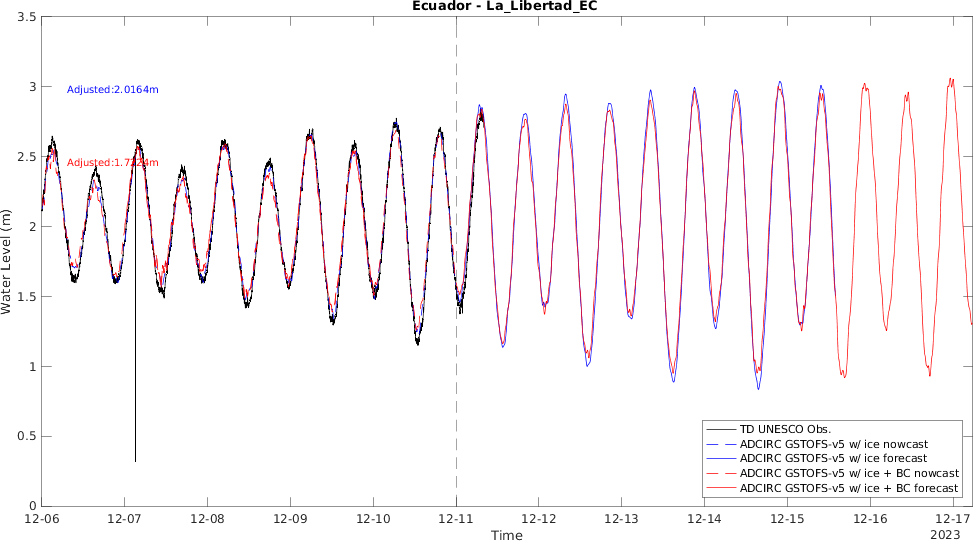 Ecuador - La_Libertad_EC
3.5
3
2.5
2
1.5
1
0.5
0
Water Level (m)
Adjusted:2.0164m
TD UNESCO Obs.
ADCIRC GSTOFS-v5 w/ ice nowcast
ADCIRC GSTOFS-v5 w/ ice forecast
ADCIRC GSTOFS-v5 w/ ice + BC nowcast
ADCIRC GSTOFS-v5 w/ ice + BC forecast
12-06 12-07 12-08 12-09 12-10 12-11 12-12 12-13 12-14 12-15 12-16 12-17
2023
Time